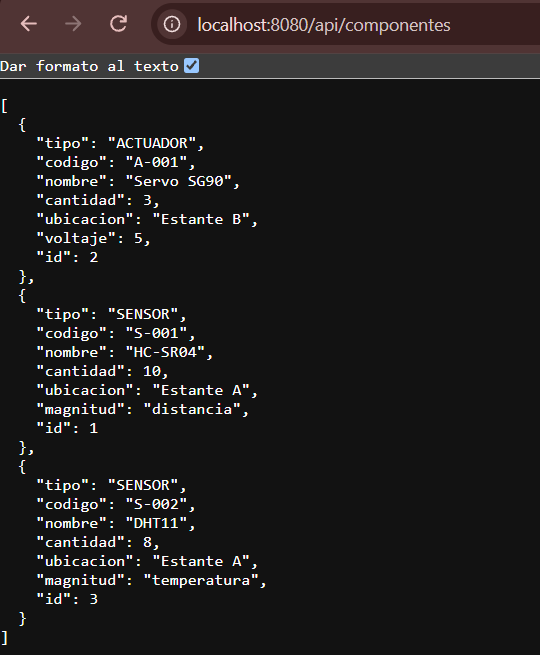 localhost:8080/api/componentes
Dar formato al texto
[
  {
    "tipo": "ACTUADOR",
    "codigo": "A-001",
    "nombre": "Servo SG90",
    "cantidad": 3,
    "ubicacion": "Estante B",
    "voltaje": 5,
    "id": 2
  },
  {
    "tipo": "SENSOR",
    "codigo": "S-001",
    "nombre": "HC-SR04",
    "cantidad": 10,
    "ubicacion": "Estante A",
    "magnitud": "distancia",
    "id": 1
  },
  {
    "tipo": "SENSOR",
    "codigo": "S-002",
    "nombre": "DHT11",
    "cantidad": 8,
    "ubicacion": "Estante A",
    "magnitud": "temperatura",
    "id": 3
  }
]